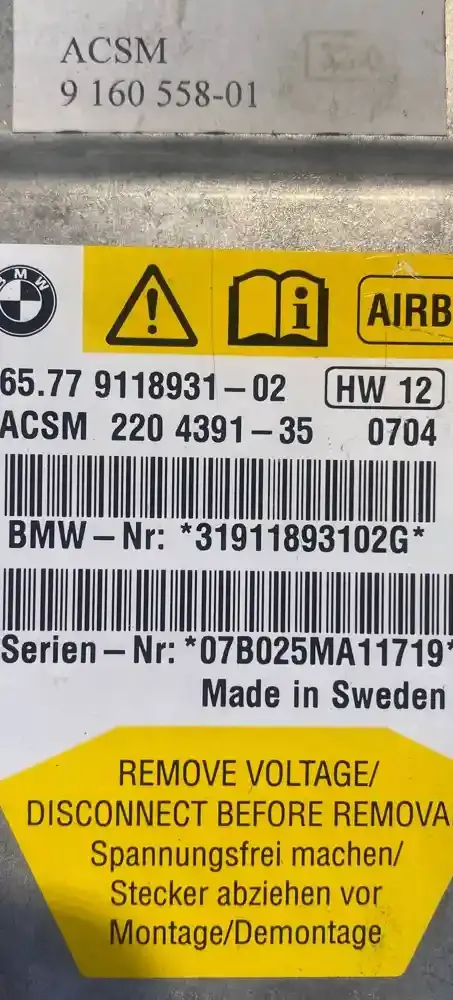 ACSM
9 160 558-01
BMW
AIRB
65.77 9118931-02 HW 12
ACSM 220 4391-35 0704
BMW-Nr: *31911893102G*
Serien-Nr: *07B025MA11719*
Made in Sweden
REMOVE VOLTAGE/
DISCONNECT BEFORE REMOVA
Spannungsfrei machen/
Stecker abziehen vor
Montage/Demontage